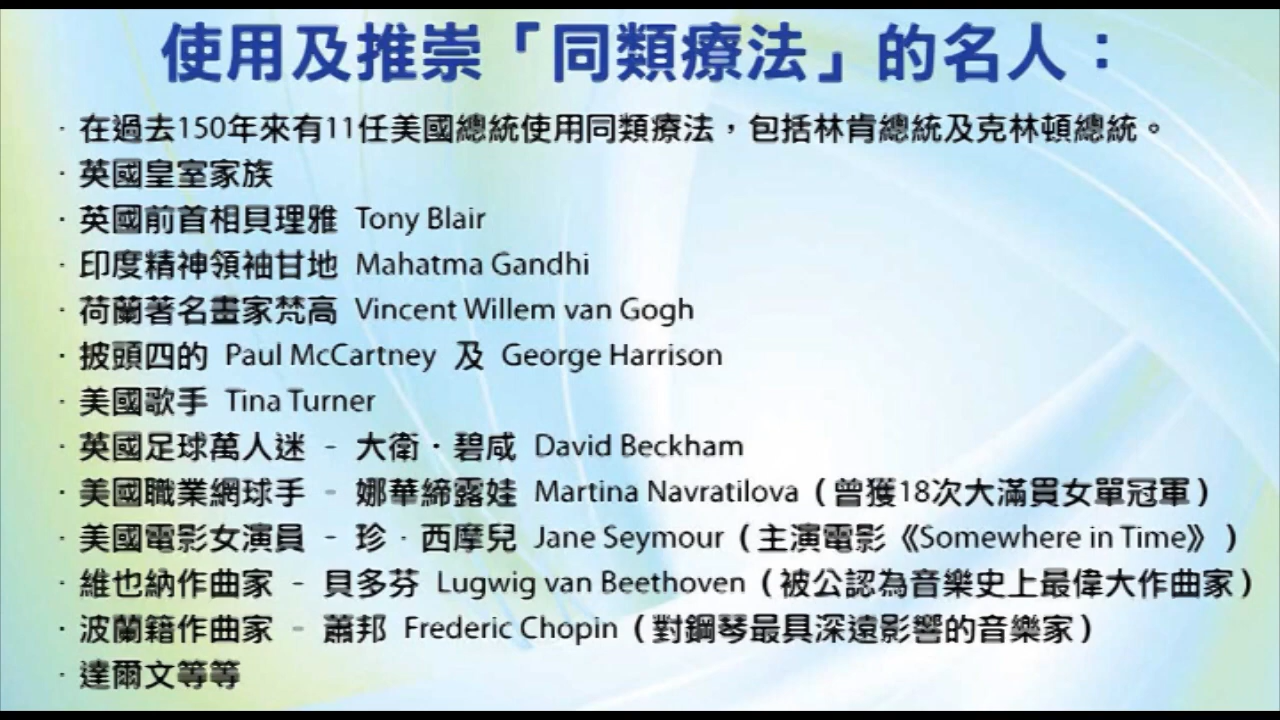 使用及推崇「同類療法」的名人：
· 在過去150年來有11任美國總統使用同類療法，包括林肯總統及克林頓總統。
· 英國皇室家族
· 英國前首相貝理雅 Tony Blair
· 印度精神領袖甘地 Mahatma Gandhi
· 荷蘭著名畫家梵高 Vincent Willem van Gogh
· 披頭四的 Paul McCartney 及 George Harrison
· 美國歌手 Tina Turner
· 英國足球萬人迷 - 大衛·碧咸 David Beckham
· 美國職業網球手 - 娜華締露娃 Martina Navratilova（曾獲18次大滿買女單冠軍）
· 美國電影女演員 - 珍·西摩兒 Jane Seymour（主演電影《Somewhere in Time》）
· 維也納作曲家 - 貝多芬 Lugwig van Beethoven（被公認為音樂史上最偉大作曲家）
· 波蘭籍作曲家 - 蕭邦 Frederic Chopin（對鋼琴最具深遠影響的音樂家）
· 達爾文等等